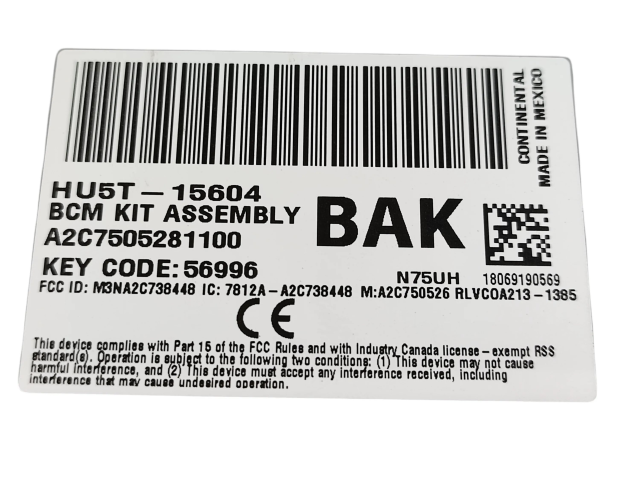 CONTINENTAL
MADE IN MEXICO
HU5T-15604
BCM KIT ASSEMBLY
BAK
A2C7505281100
KEY CODE:56996
N75UH 18069190569
FCC ID: M3NA2C738448 IC: 7812A-A2C738448 M:A2C750526 RLVCOA213-1385
CE
This device complies with Part 15 of the FCC Rules and with Industry Canada license-exempt RSS
standard(s). Operation is subject to the following two conditions: (1) This device may not cause
harmful interference, and (2) This device must accept any interference received, including
interference that may cause undesired operation.